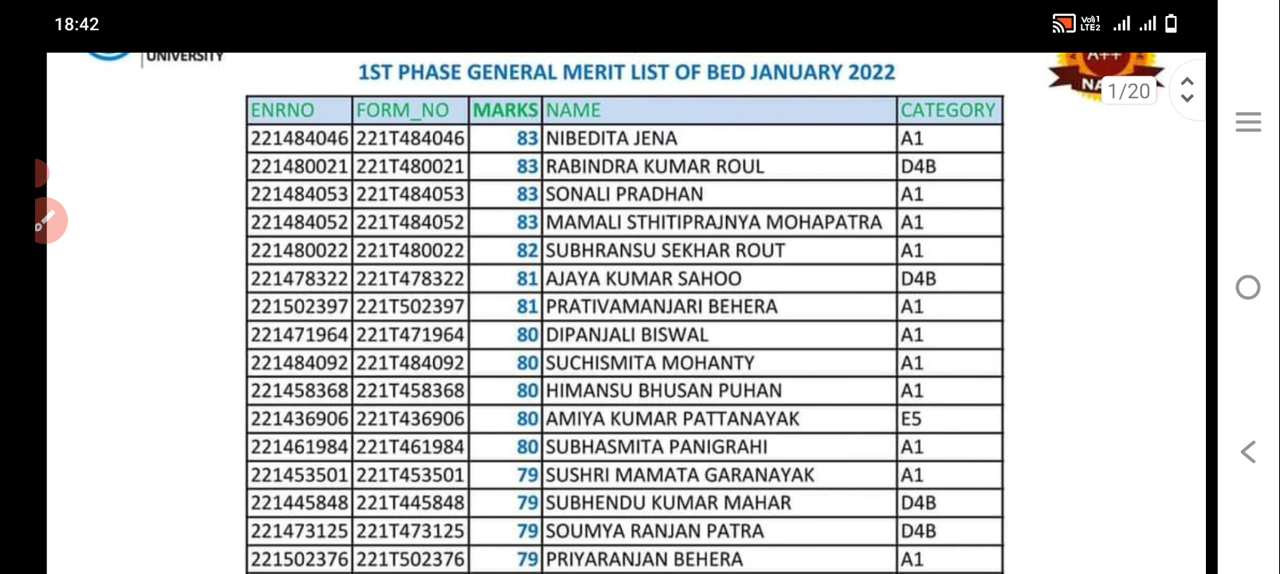 18:42
Vo)) 1
LTE2
UNIVERSITY
1ST PHASE GENERAL MERIT LIST OF BED JANUARY 2022
A++
1/20
ENRNO FORM_NO MARKS NAME CATEGORY
221484046 221T484046 83 NIBEDITA JENA A1
221480021 221T480021 83 RABINDRA KUMAR ROUL D4B
221484053 221T484053 83 SONALI PRADHAN A1
221484052 221T484052 83 MAMALI STHITIPRAJNYA MOHAPATRA A1
221480022 221T480022 82 SUBHRANSU SEKHAR ROUT A1
221478322 221T478322 81 AJAYA KUMAR SAHOO D4B
221502397 221T502397 81 PRATIVAMANJARI BEHERA A1
221471964 221T471964 80 DIPANJALI BISWAL A1
221484092 221T484092 80 SUCHISMITA MOHANTY A1
221458368 221T458368 80 HIMANSU BHUSAN PUHAN A1
221436906 221T436906 80 AMIYA KUMAR PATTANAYAK E5
221461984 221T461984 80 SUBHASMITA PANIGRAHI A1
221453501 221T453501 79 SUSHRI MAMATA GARANAYAK A1
221445848 221T445848 79 SUBHENDU KUMAR MAHAR D4B
221473125 221T473125 79 SOUMYA RANJAN PATRA D4B
221502376 221T502376 79 PRIYARANJAN BEHERA A1